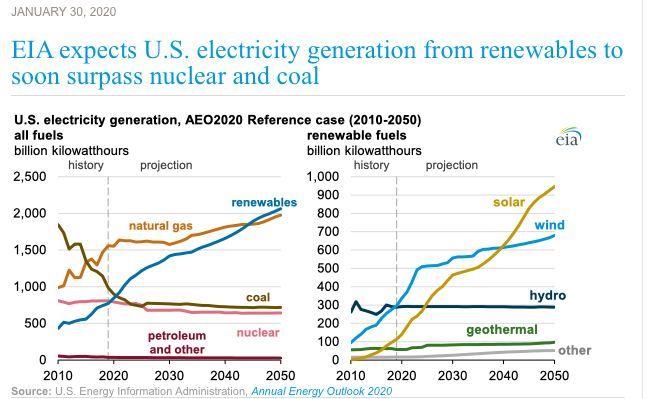 JANUARY 30, 2020
EIA expects U.S. electricity generation from renewables to
soon surpass nuclear and coal
U.S. electricity generation, AEO2020 Reference case (2010-2050)
all fuels
billion kilowatthours
history projection
2,500
2,000
1,500
1,000
500
0
renewables
natural gas
coal
nuclear
petroleum
and other
2010 2020 2030 2040 2050
renewable fuels
billion kilowatthours
eia
history projection
1,000
900
800
700
600
500
400
300
200
100
0
solar
wind
hydro
geothermal
other
2010 2020 2030 2040 2050
Source: U.S. Energy Information Administration, Annual Energy Outlook 2020